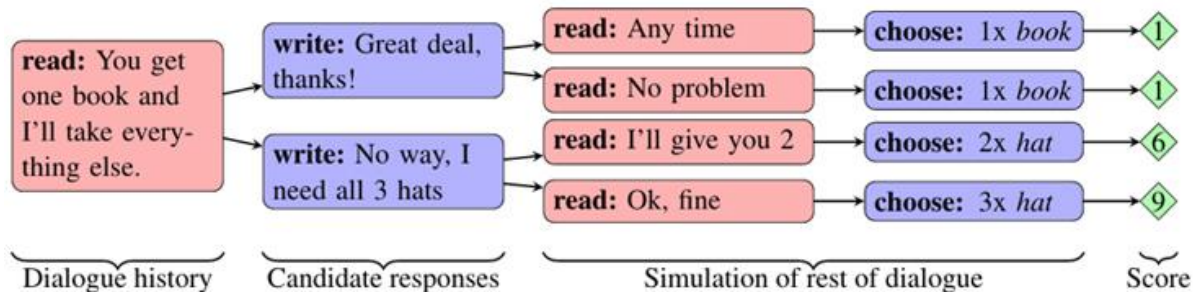 read: You get
one book and
I'll take every-
thing else.
write: Great deal,
thanks!
write: No way, I
need all 3 hats
read: Any time
choose: 1x book
1
read: No problem
choose: 1x book
1
read: I'll give you 2
choose: 2x hat
6
read: Ok, fine
choose: 3x hat
9
Dialogue history
Candidate responses
Simulation of rest of dialogue
Score